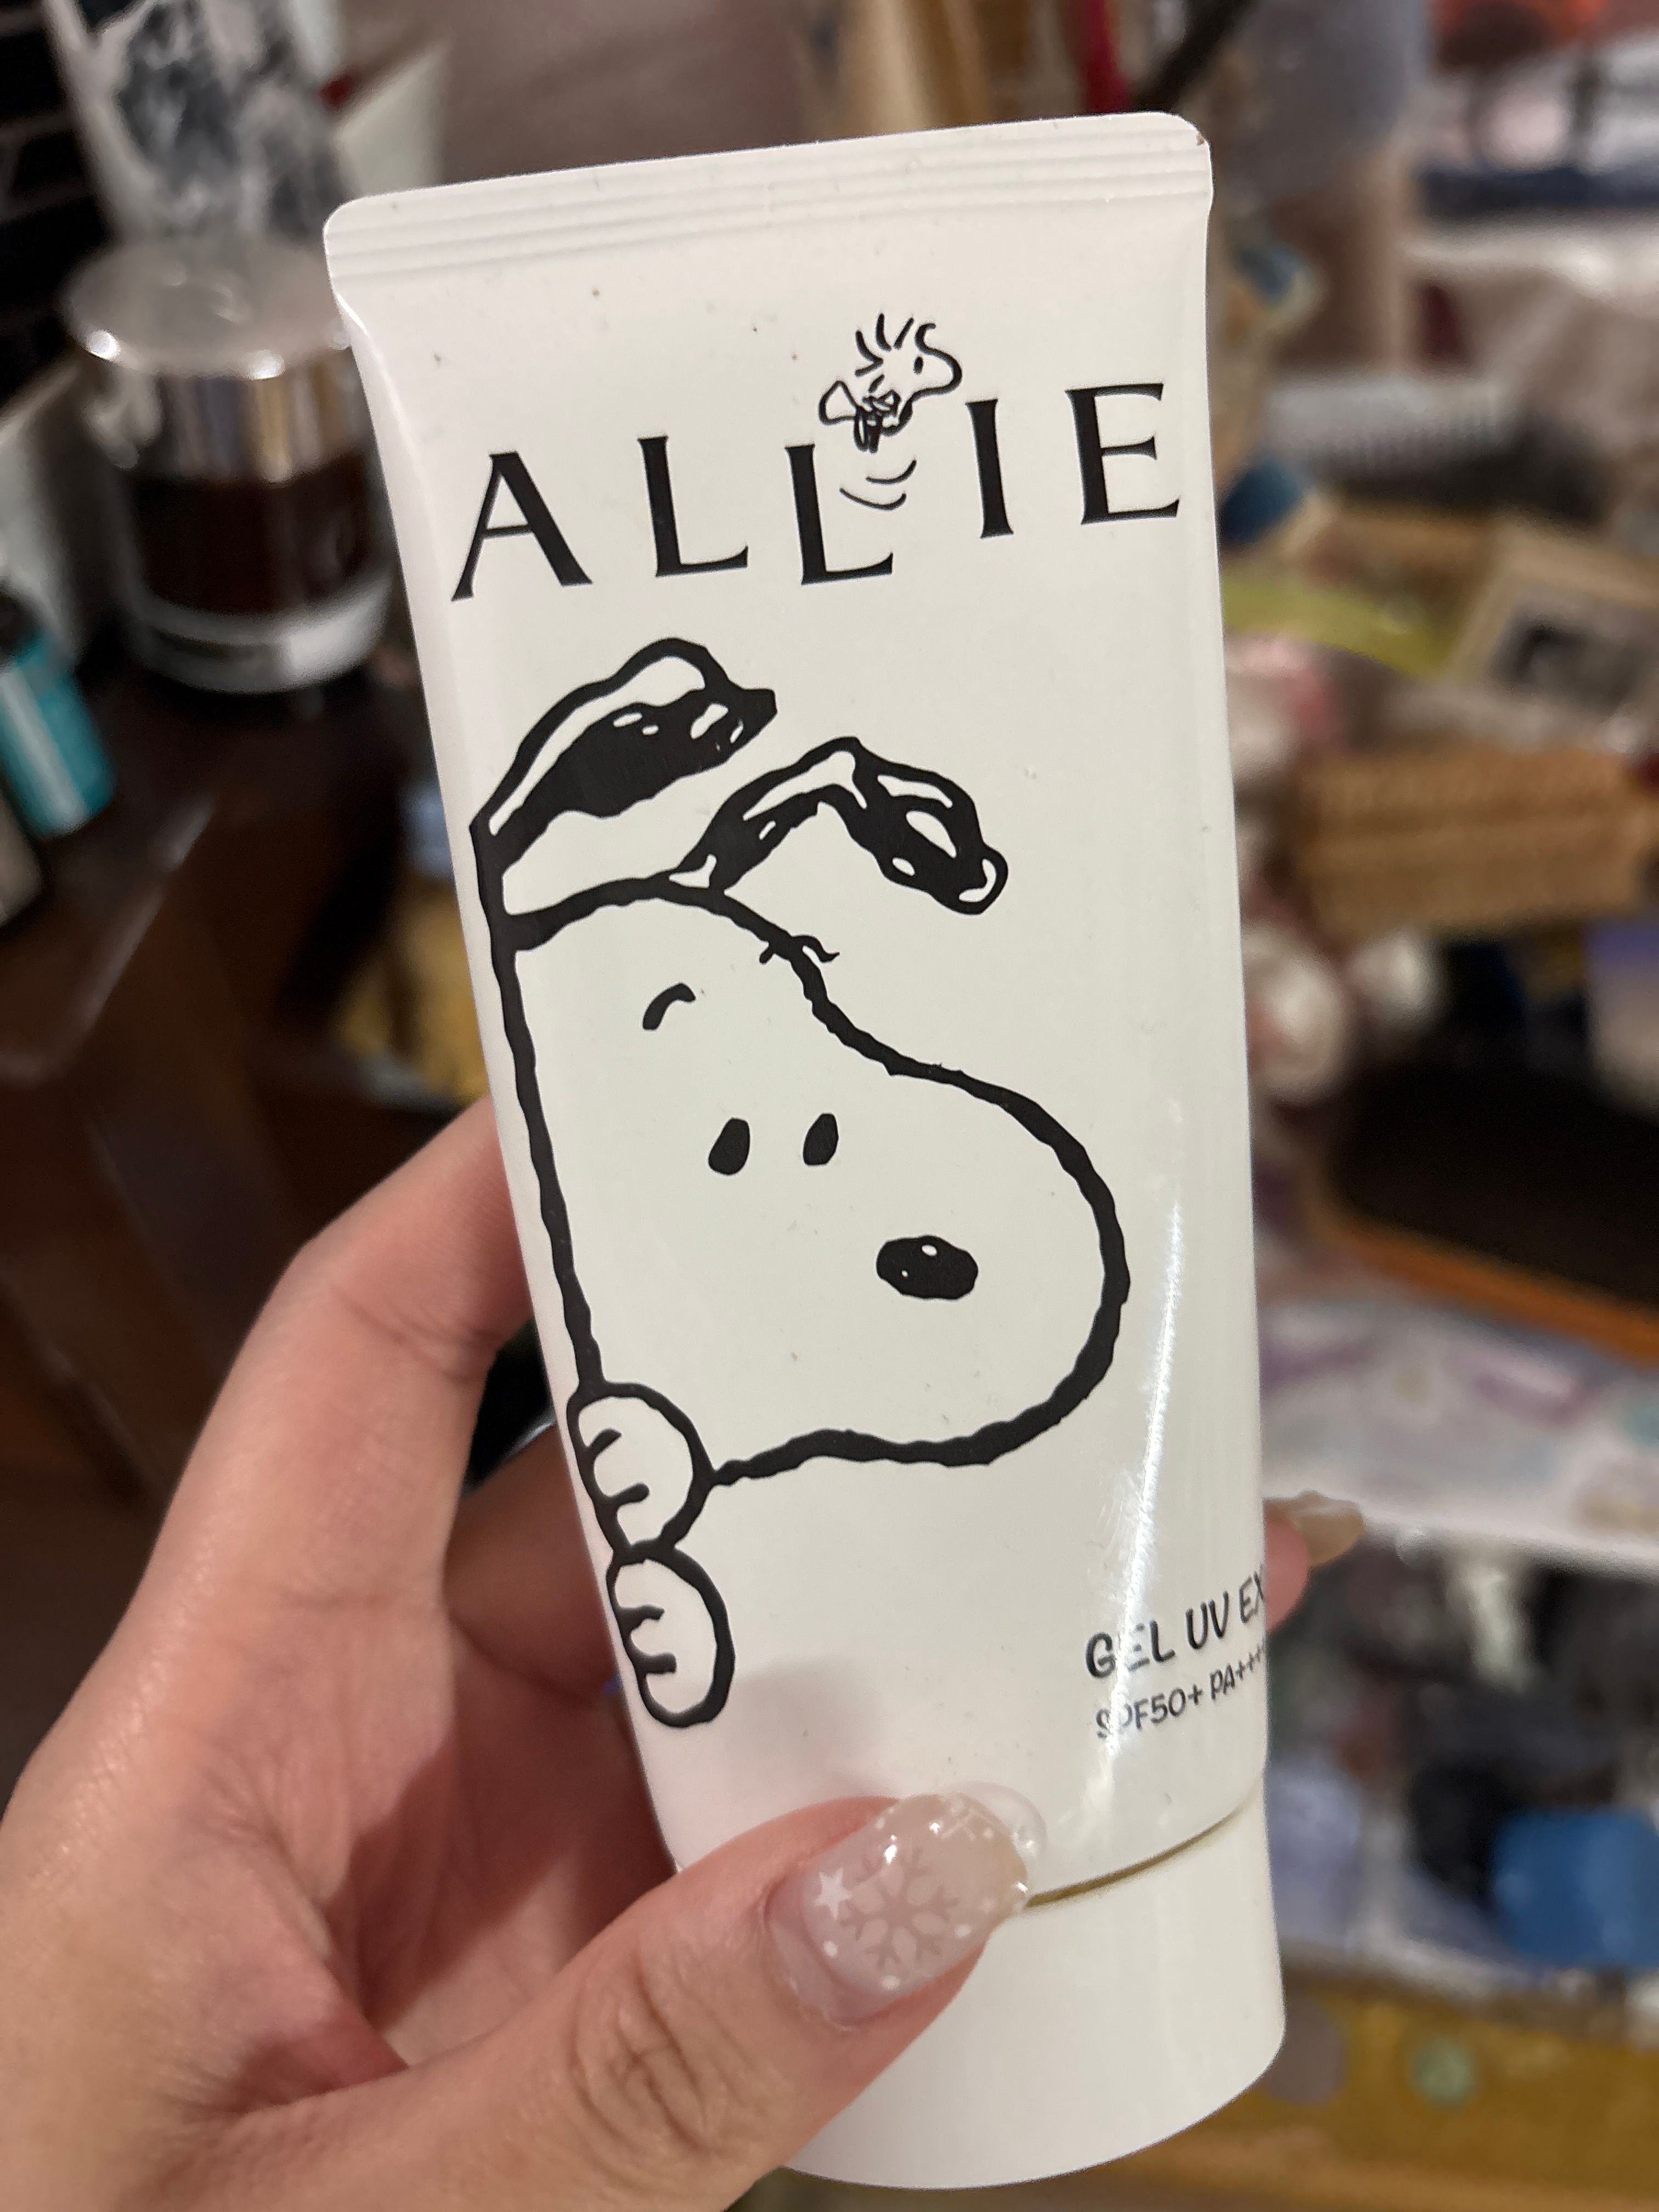 ALLIE
GEL UV EX
SPF50+ PA+++